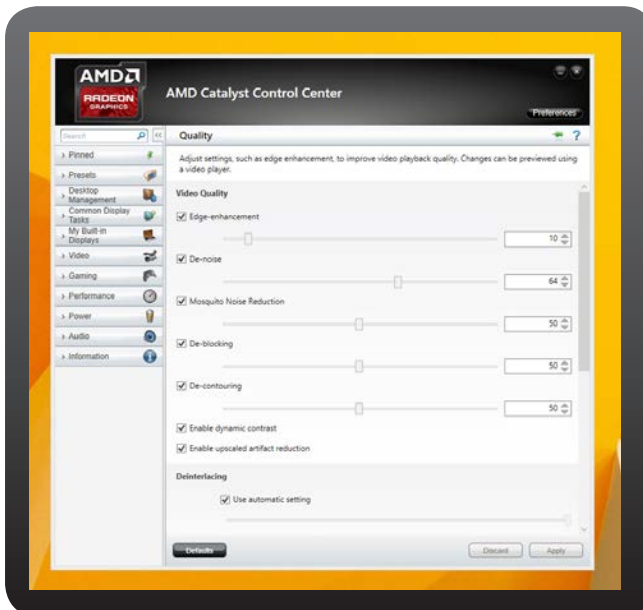 AMD
RADEON
GRAPHICS
AMD Catalyst Control Center
Preferences
Search
Quality
?
Pinned
Presets
Desktop
Management
Common Display
Tasks
My Built-in
Displays
Video
Gaming
Performance
Power
Audio
Information
Adjust settings, such as edge enhancement, to improve video playback quality. Changes can be previewed using
a video player.
Video Quality
Edge-enhancement
10
De-noise
64
Mosquito Noise Reduction
50
De-blocking
50
De-contouring
50
Enable dynamic contrast
Enable upscaled artifact reduction
Deinterlacing
Use automatic setting
Defaults
Discard
Apply